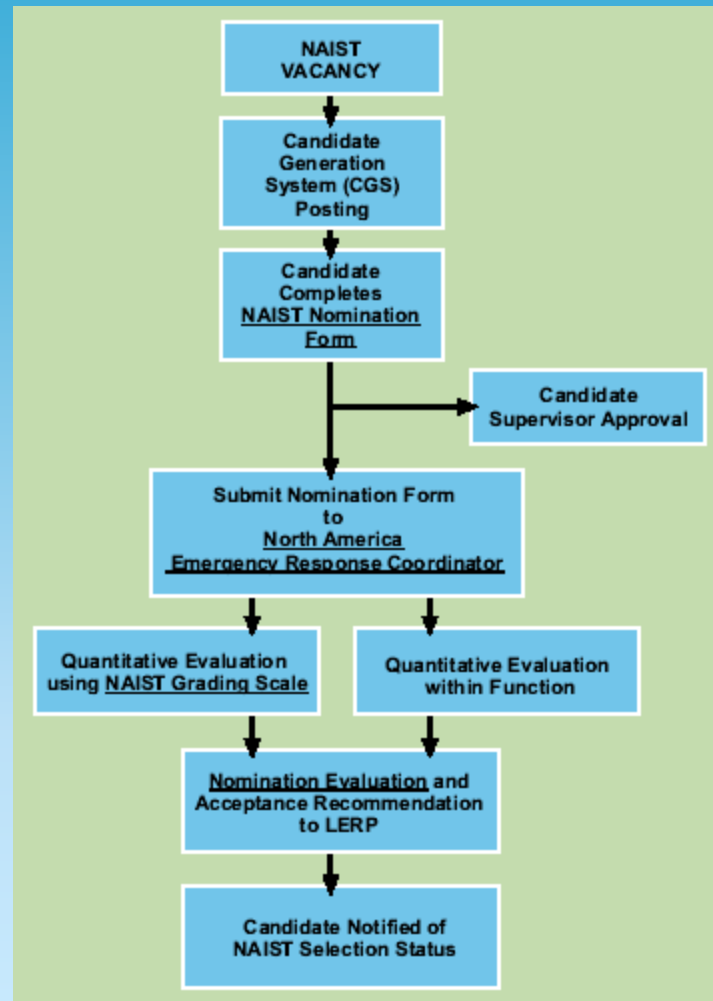 NAIST
VACANCY
Candidate
Generation
System (CGS)
Posting
Candidate
Completes
NAIST Nomination
Form
Candidate
Supervisor Approval
Submit Nomination Form
to
North America
Emergency Response Coordinator
Quantitative Evaluation
using NAIST Grading Scale
Quantitative Evaluation
within Function
Nomination Evaluation and
Acceptance Recommendation
to LERP
Candidate Notified of
NAIST Selection Status